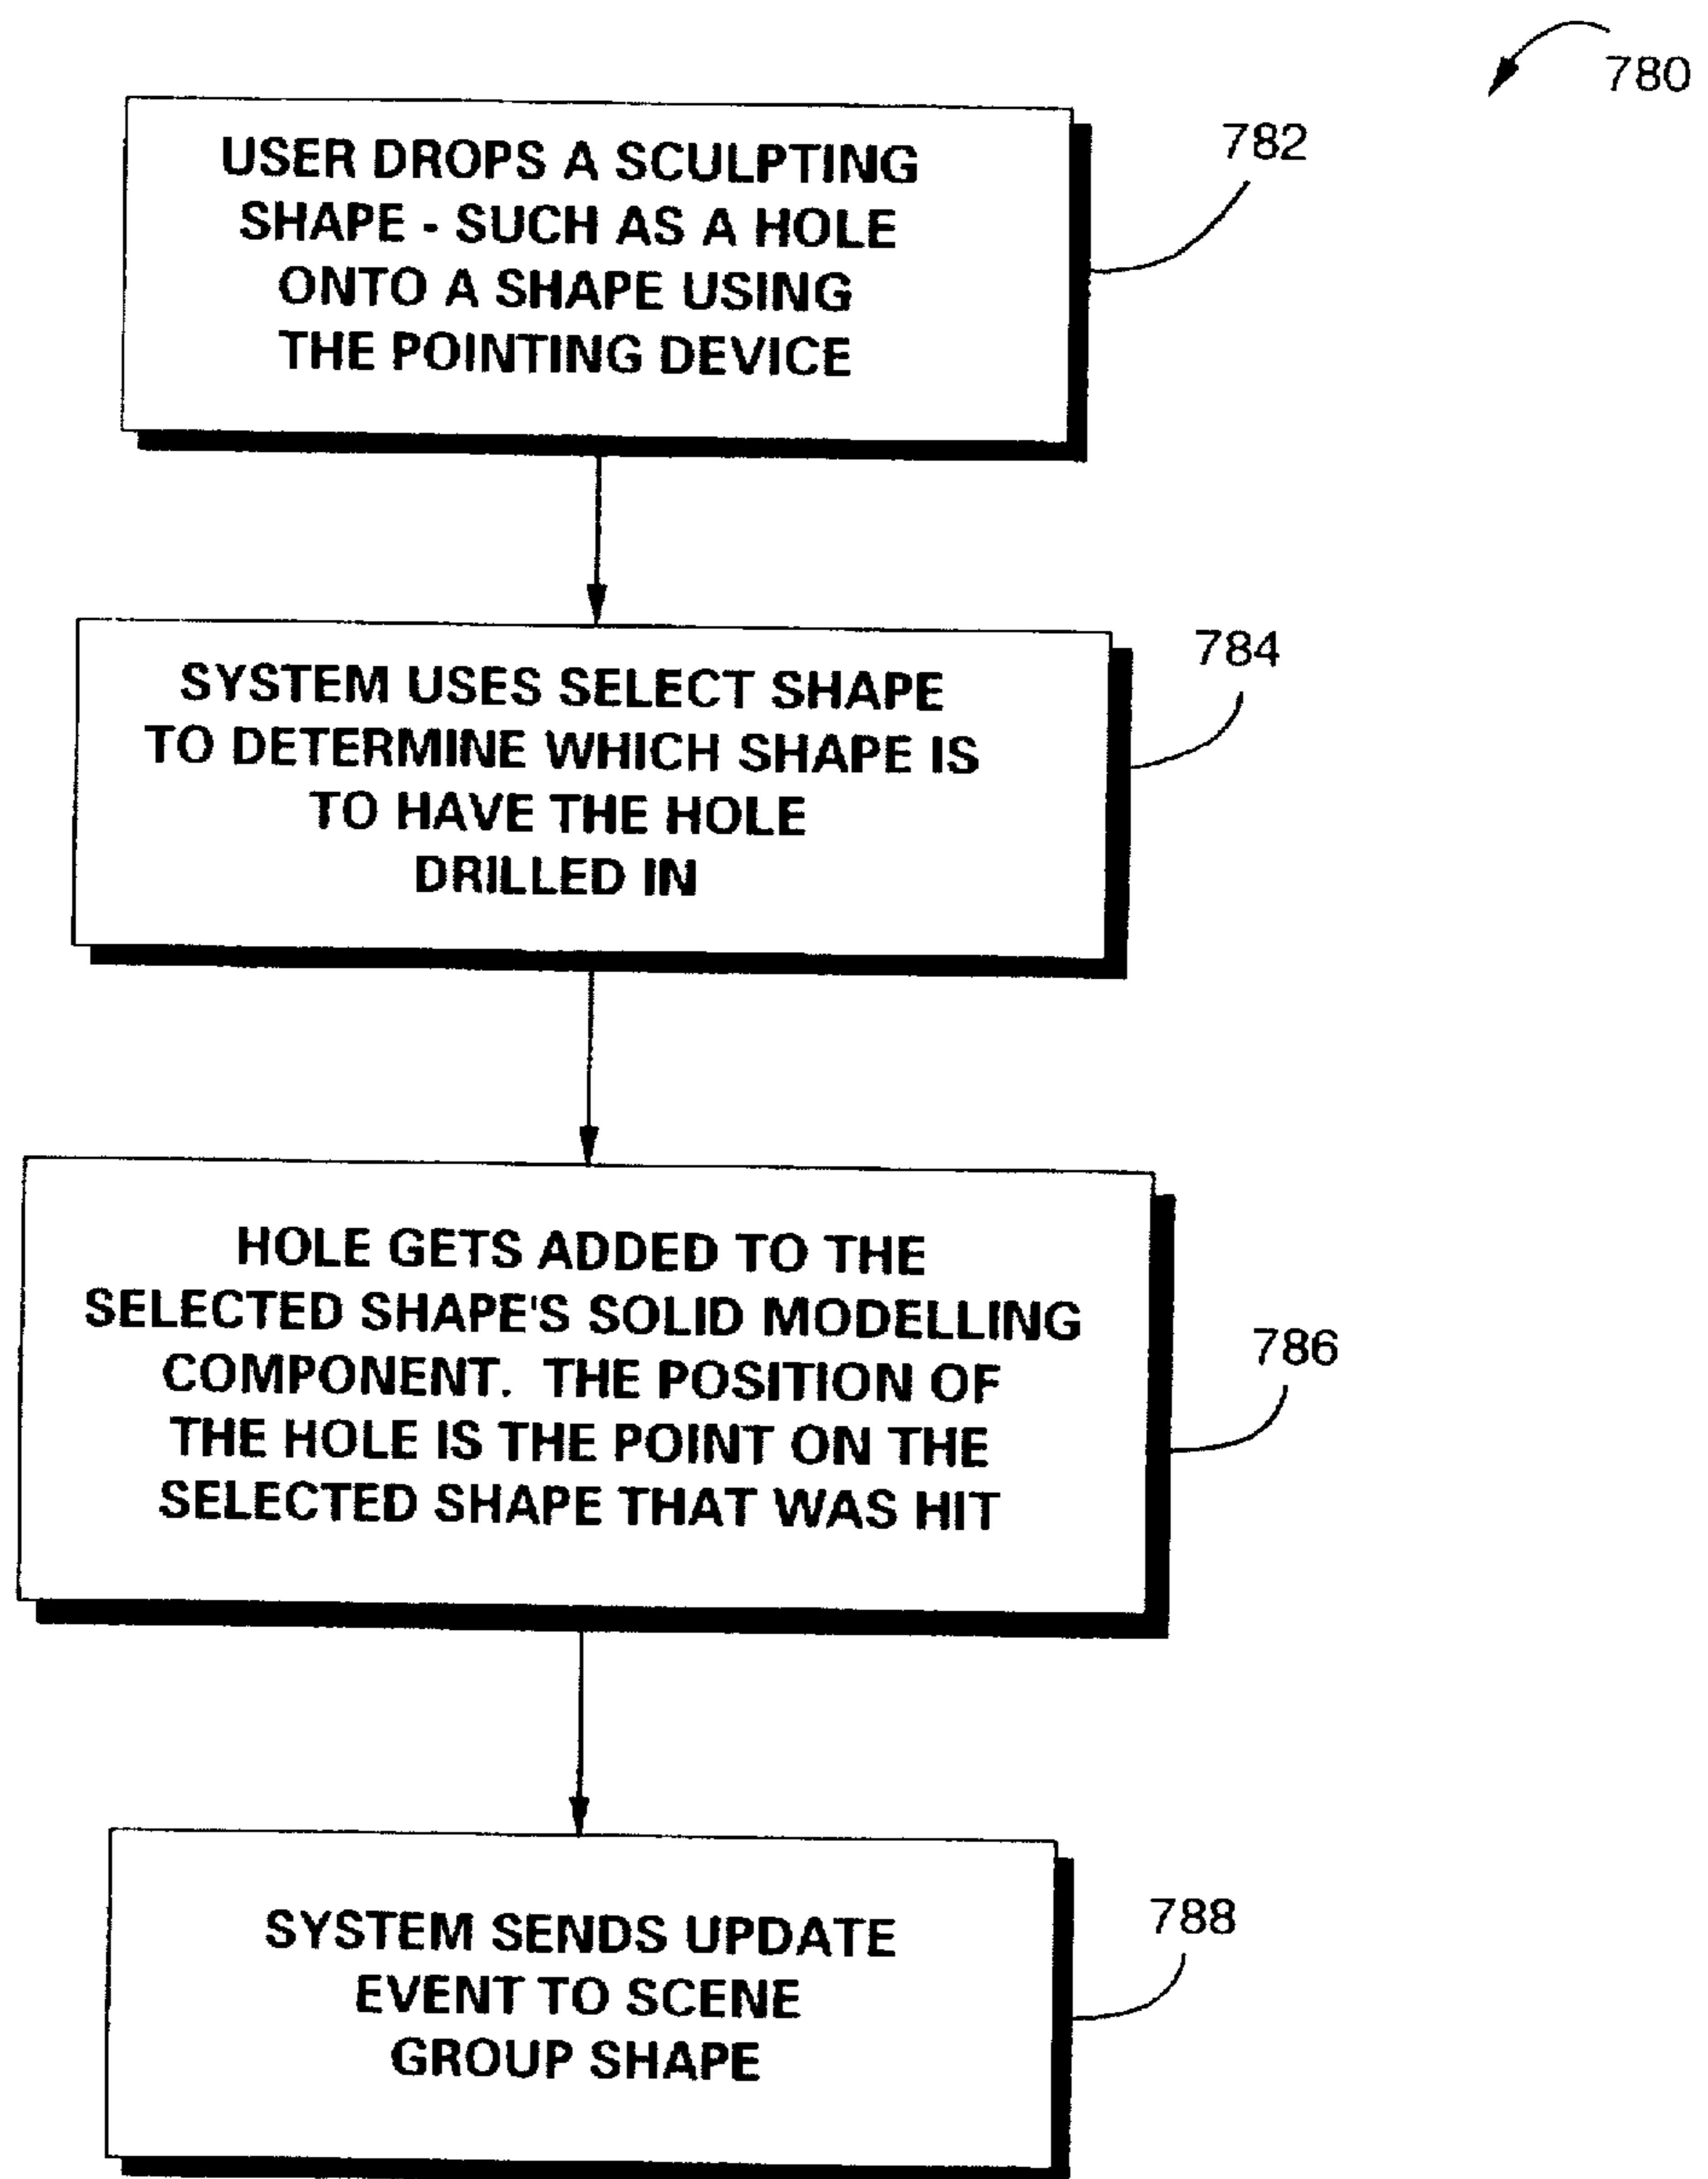 780
782
USER DROPS A SCULPTING
SHAPE - SUCH AS A HOLE
ONTO A SHAPE USING
THE POINTING DEVICE
784
SYSTEM USES SELECT SHAPE
TO DETERMINE WHICH SHAPE IS
TO HAVE THE HOLE
DRILLED IN
HOLE GETS ADDED TO THE
SELECTED SHAPE'S SOLID MODELLING
COMPONENT. THE POSITION OF
THE HOLE IS THE POINT ON THE
SELECTED SHAPE THAT WAS HIT
786
SYSTEM SENDS UPDATE
EVENT TO SCENE
GROUP SHAPE
788